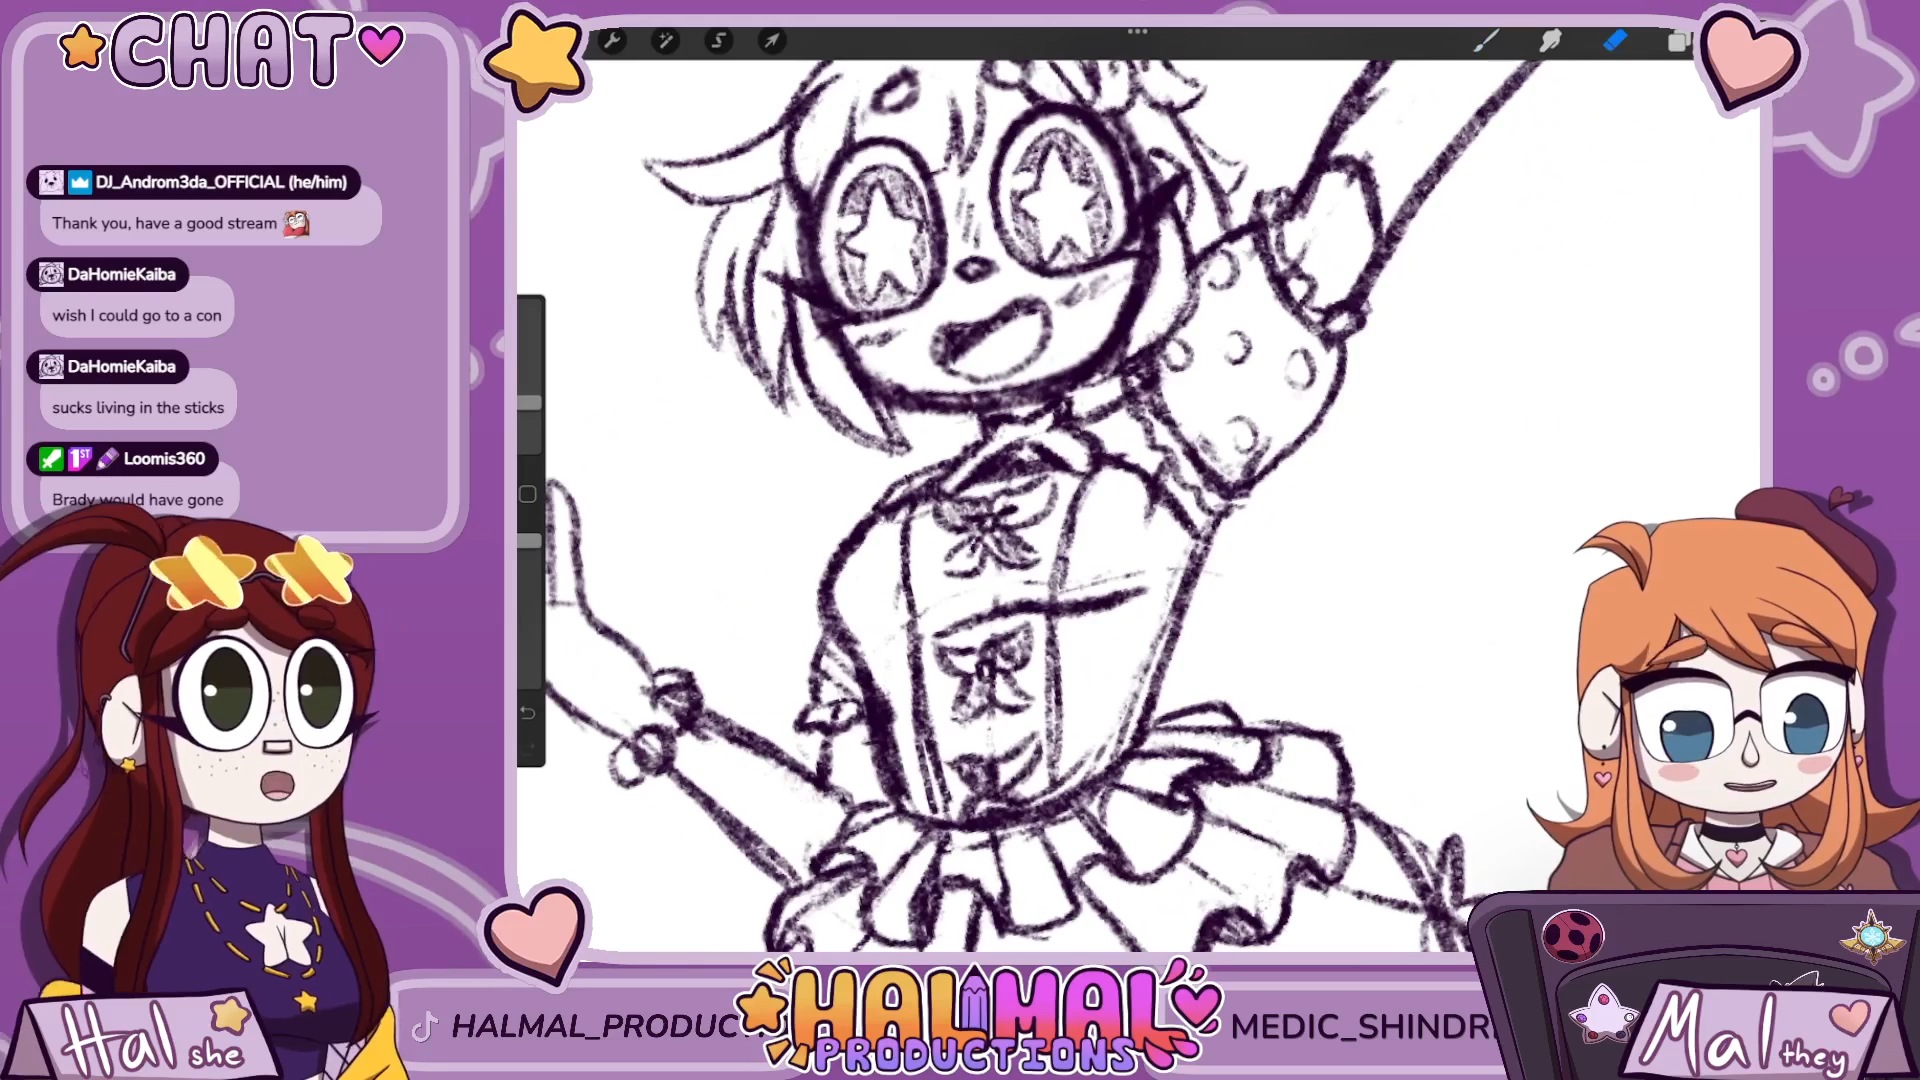 CHAT
DJ_Androm3da_OFFICIAL (he/him)
Thank you, have a good stream
DaHomieKaiba
wish I could go to a con
DaHomieKaiba
sucks living in the sticks
1ST Loomis360
Brady would have gone
Hal she
HALMAL_PRODUC
HALMAL
PRODUCTIONS
MEDIC_SHINDR
Mal they